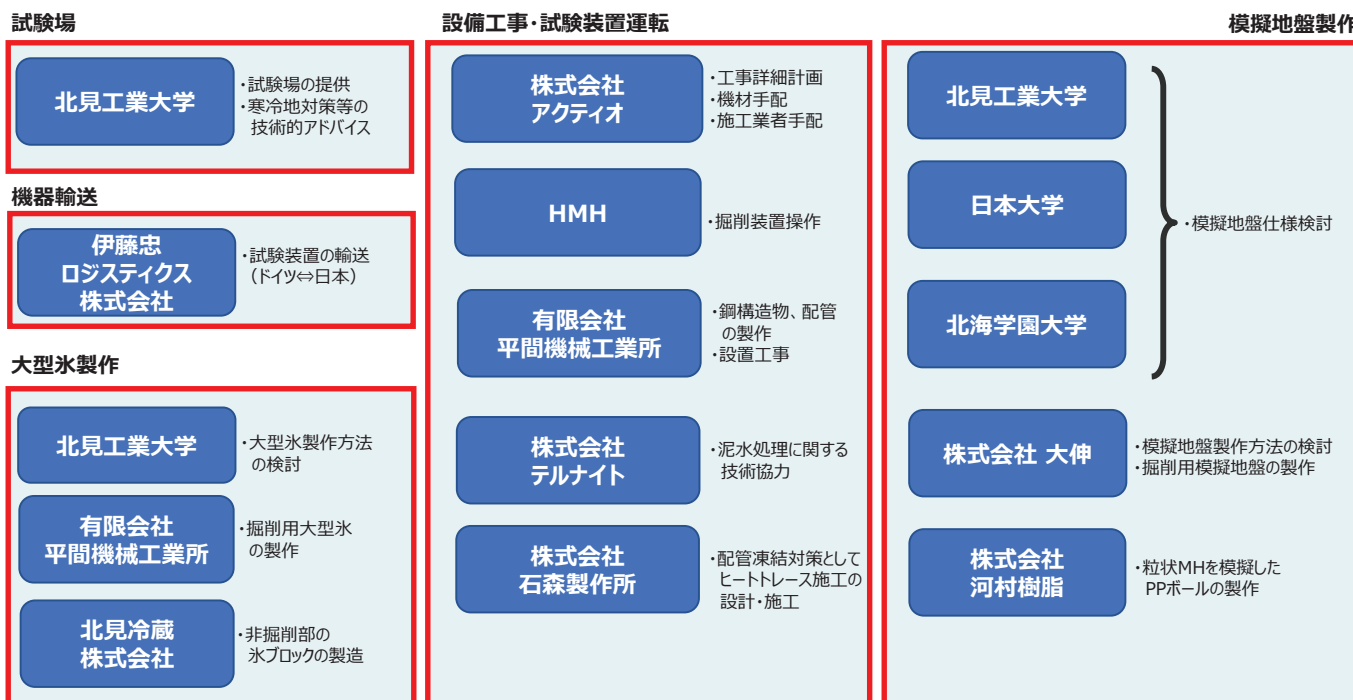 試験場
北見工業大学
・試験場の提供
・寒冷地対策等の
技術的アドバイス
機器輸送
伊藤忠
ロジスティクス
株式会社
・試験装置の輸送
(ドイツ⇔日本)
大型氷製作
北見工業大学
・大型氷製作方法
の検討
有限会社
平間機械工業所
・掘削用大型氷
の製作
北見冷蔵
株式会社
・非掘削部の
氷ブロックの製造
設備工事・試験装置運転
株式会社
アクティオ
・工事詳細計画
・機材手配
・施工業者手配
HMH
・掘削装置操作
有限会社
平間機械工業所
・鋼構造物、配管
の製作
・設置工事
株式会社
テルナイト
・泥水処理に関する
技術協力
株式会社
石森製作所
・配管凍結対策として
ヒートトレース施工の
設計・施工
模擬地盤製作
北見工業大学
日本大学
北海学園大学
・模擬地盤仕様検討
株式会社 大伸
・模擬地盤製作方法の検討
・掘削用模擬地盤の製作
株式会社
河村樹脂
・粒状MHを模擬した
PPボールの製作